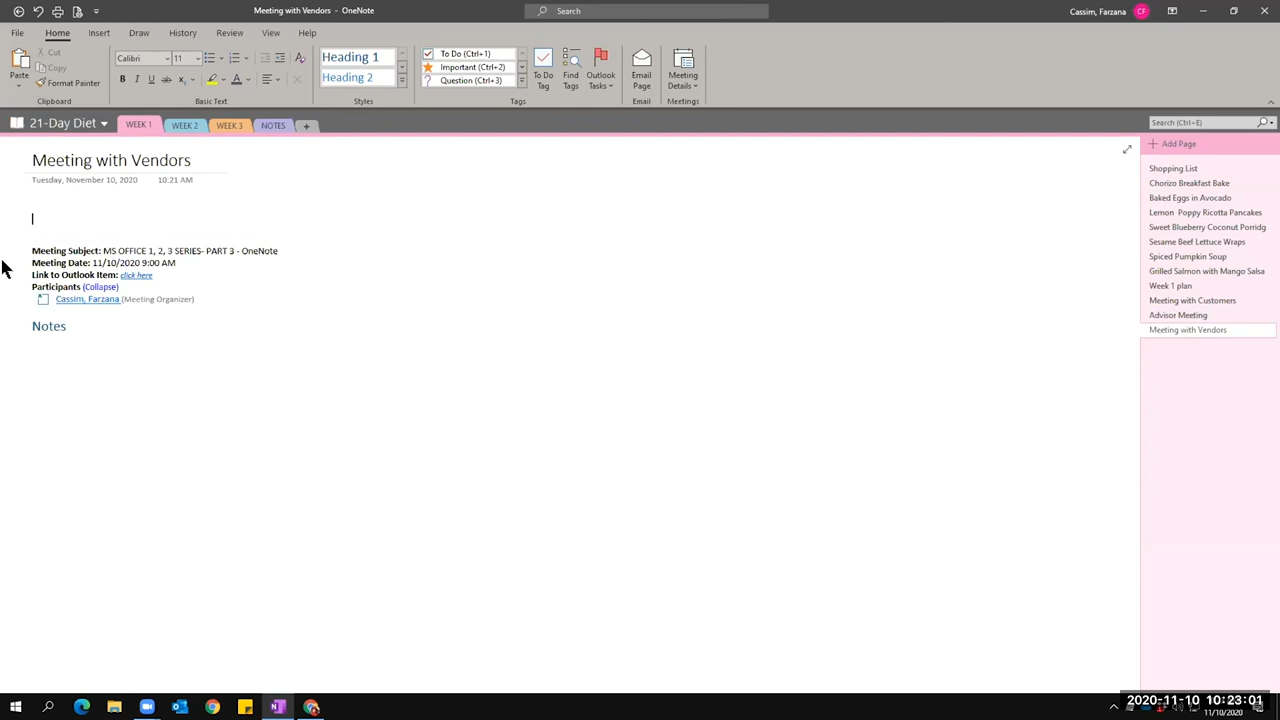 Meeting with Vendors - OneNote
Search
Cassim, Farzana
CF
File Home Insert Draw History Review View Help
Paste
Cut
Copy
Format Painter
Clipboard
Calibri 11
B I U ab x₂ A
Basic Text
Heading 1
Heading 2
Styles
To Do (Ctrl+1)
Important (Ctrl+2)
Question (Ctrl+3)
To Do Tag
Find Tags
Outlook Tasks
Tags
Email Page
Email
Meeting Details
Meetings
21-Day Diet WEEK 1 WEEK 2 WEEK 3 NOTES +
Search (Ctrl+E)
Meeting with Vendors
Tuesday, November 10, 2020 10:21 AM
Meeting Subject: MS OFFICE 1, 2, 3 SERIES- PART 3 - OneNote
Meeting Date: 11/10/2020 9:00 AM
Link to Outlook Item: click here
Participants (Collapse)
Cassim, Farzana (Meeting Organizer)
Notes
Add Page
Shopping List
Chorizo Breakfast Bake
Baked Eggs in Avocado
Lemon Poppy Ricotta Pancakes
Sweet Blueberry Coconut Porridg
Sesame Beef Lettuce Wraps
Spiced Pumpkin Soup
Grilled Salmon with Mango Salsa
Week 1 plan
Meeting with Customers
Advisor Meeting
Meeting with Vendors
2020-11-10 10:23:01
11/10/2020